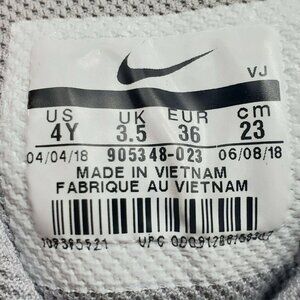 VJ
US UK EUR cm
4Y 3.5 36 23
04/04/18 905348-023 06/08/18
MADE IN VIETNAM
FABRIQUE AU VIETNAM
UPC